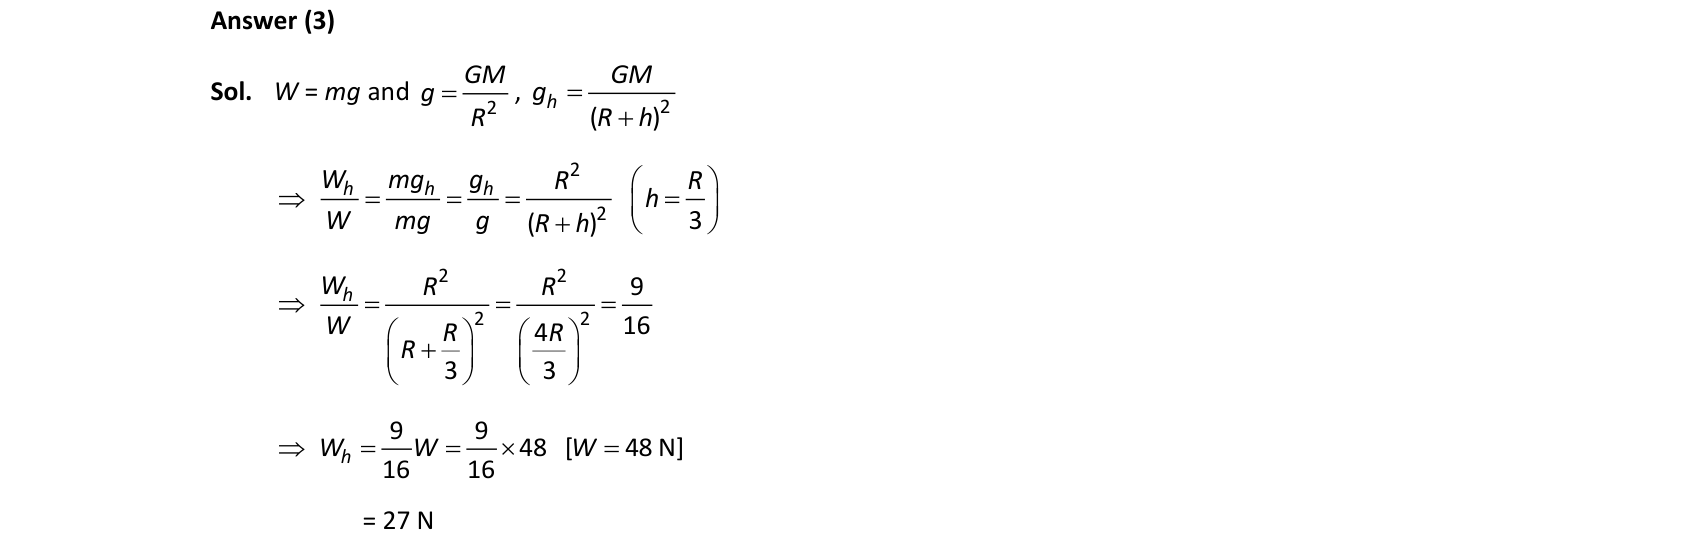 Answer (3)
Sol. W = mg and g = GM/R², g_h = GM/(R + h)²
⇒ W_h/W = mg_h/mg = g_h/g = R²/(R + h)² (h = R/3)
⇒ W_h/W = R²/(R + R/3)² = R²/(4R/3)² = 9/16
⇒ W_h = 9/16 W = 9/16 × 48 [W = 48 N]
= 27 N